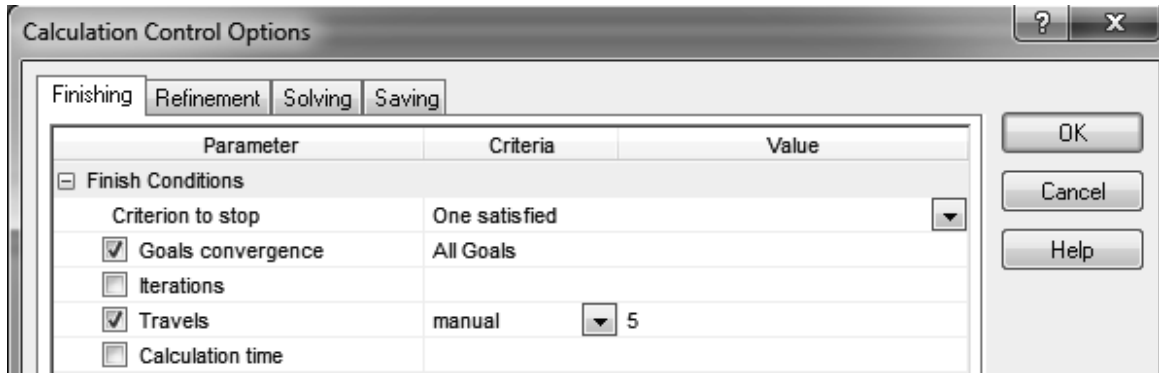 Calculation Control Options
?
X
Finishing Refinement Solving Saving
Parameter Criteria Value
Finish Conditions
Criterion to stop One satisfied
Goals convergence All Goals
Iterations
Travels manual 5
Calculation time
OK
Cancel
Help